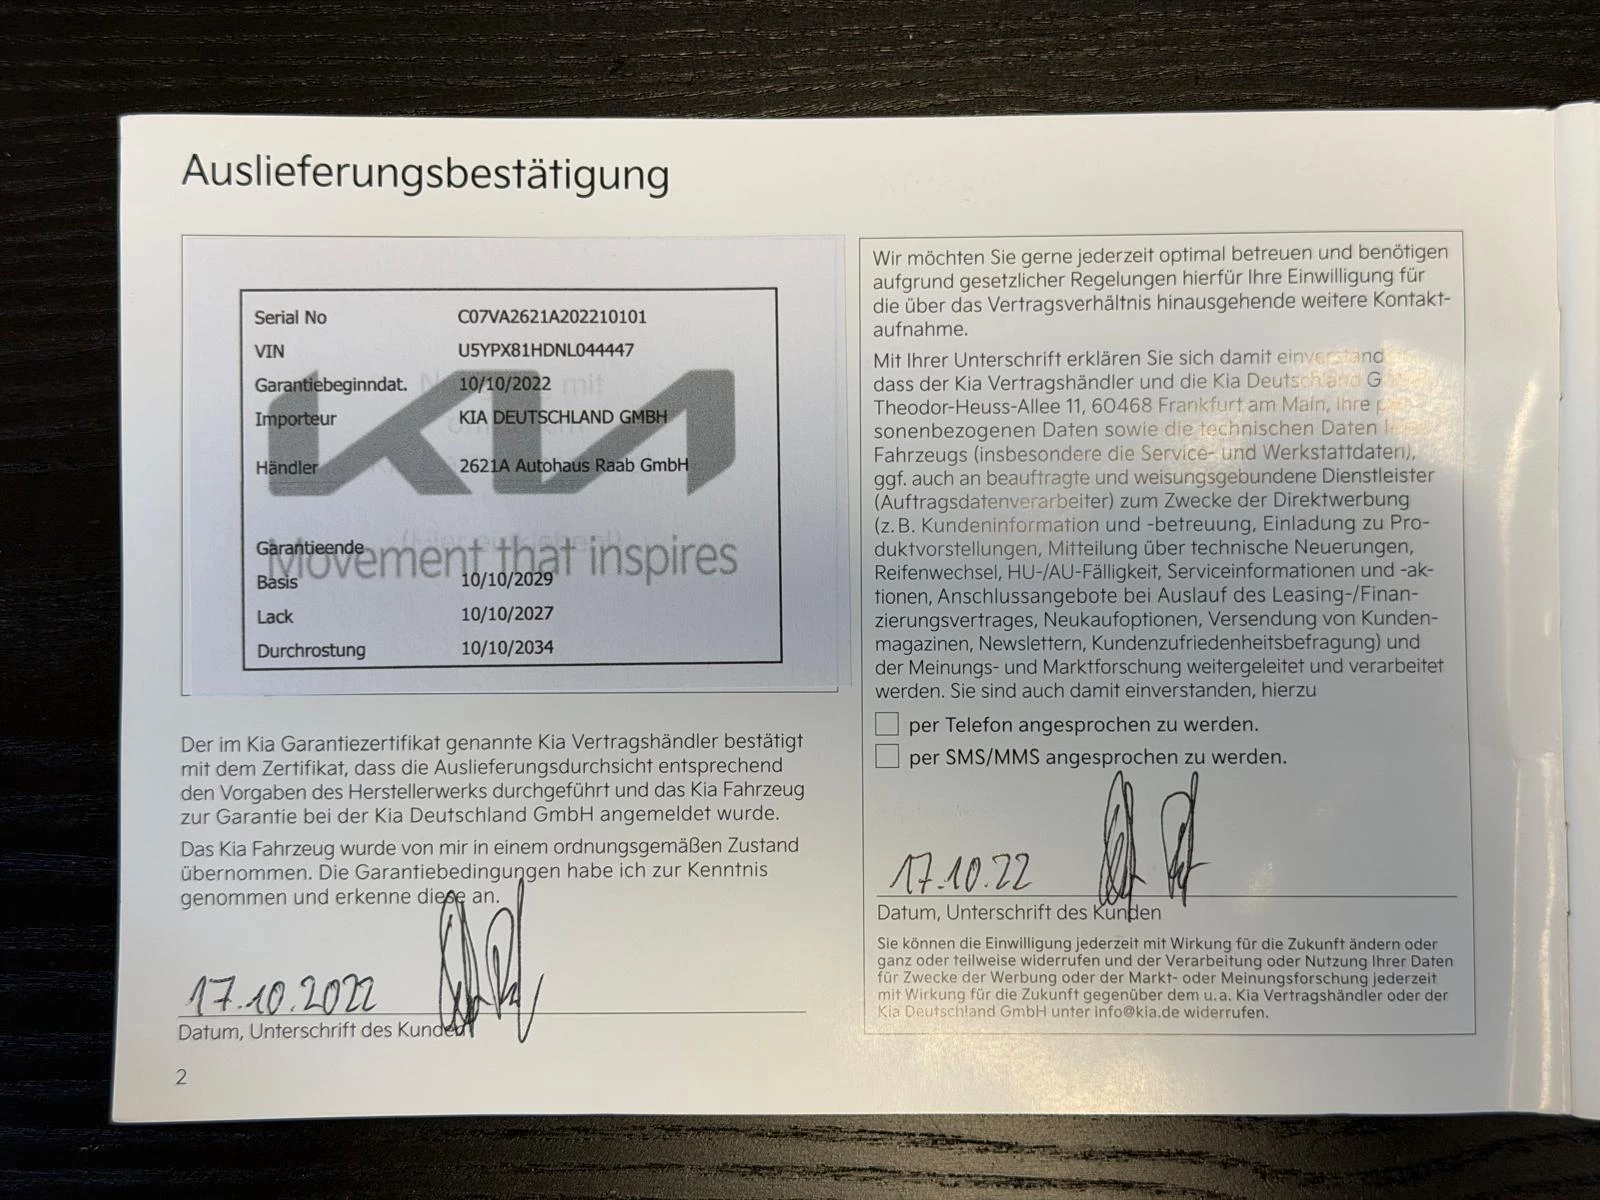 Auslieferungsbestätigung
Serial No C07VA2621A202210101
VIN U5YPX81HDNL044447
Garantiebeginndat. 10/10/2022
Importeur KIA DEUTSCHLAND GMBH
Händler 2621A Autohaus Raab GmbH
KIA
Garantieende
Movement that inspires
Basis 10/10/2029
Lack 10/10/2027
Durchrostung 10/10/2034
Der im Kia Garantiezertifikat genannte Kia Vertragshändler bestätigt
mit dem Zertifikat, dass die Auslieferungsdurchsicht entsprechend
den Vorgaben des Herstellerwerks durchgeführt und das Kia Fahrzeug
zur Garantie bei der Kia Deutschland GmbH angemeldet wurde.
Das Kia Fahrzeug wurde von mir in einem ordnungsgemäßen Zustand
übernommen. Die Garantiebedingungen habe ich zur Kenntnis
genommen und erkenne diese an.
17.10.2022
Datum, Unterschrift des Kunden
2
Wir möchten Sie gerne jederzeit optimal betreuen und benötigen
aufgrund gesetzlicher Regelungen hierfür Ihre Einwilligung für
die über das Vertragsverhältnis hinausgehende weitere Kontakt-
aufnahme.
Mit Ihrer Unterschrift erklären Sie sich damit einverstand
dass der Kia Vertragshändler und die Kia Deutschland G
Theodor-Heuss-Allee 11, 60468 Frankfurt am Main, Ihre
sonenbezogenen Daten sowie die technischen Daten
Fahrzeugs (insbesondere die Service- und Werkstattdaten),
ggf. auch an beauftragte und weisungsgebundene Dienstleister
(Auftragsdatenverarbeiter) zum Zwecke der Direktwerbung
(z. B. Kundeninformation und -betreuung, Einladung zu Pro-
duktvorstellungen, Mitteilung über technische Neuerungen,
Reifenwechsel, HU-/AU-Fälligkeit, Serviceinformationen und -ak-
tionen, Anschlussangebote bei Auslauf des Leasing-/Finan-
zierungsvertrages, Neukaufoptionen, Versendung von Kunden-
magazinen, Newslettern, Kundenzufriedenheitsbefragung) und
der Meinungs- und Marktforschung weitergeleitet und verarbeitet
werden. Sie sind auch damit einverstanden, hierzu
per Telefon angesprochen zu werden.
per SMS/MMS angesprochen zu werden.
17.10.22
Datum, Unterschrift des Kunden
Sie können die Einwilligung jederzeit mit Wirkung für die Zukunft ändern oder
ganz oder teilweise widerrufen und der Verarbeitung oder Nutzung Ihrer Daten
für Zwecke der Werbung oder der Markt- oder Meinungsforschung jederzeit
mit Wirkung für die Zukunft gegenüber dem u. a. Kia Vertragshändler oder der
Kia Deutschland GmbH unter info@kia.de widerrufen.